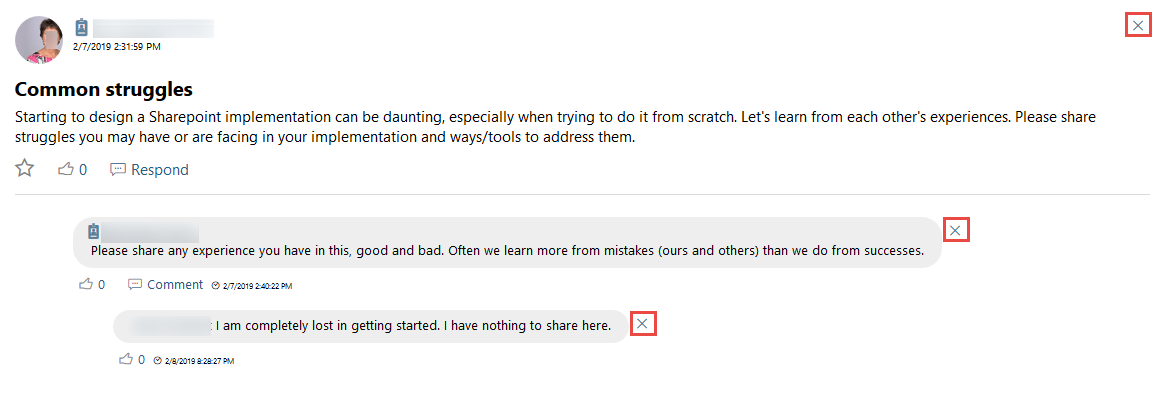 2/7/2019 2:31:59 PM
Common struggles
Starting to design a Sharepoint implementation can be daunting, especially when trying to do it from scratch. Let's learn from each other's experiences. Please share
struggles you may have or are facing in your implementation and ways/tools to address them.
0 Respond
Please share any experience you have in this, good and bad. Often we learn more from mistakes (ours and others) than we do from successes.
0 Comment 2/7/2019 2:40:22 PM
: I am completely lost in getting started. I have nothing to share here.
0 2/8/2019 8:28:27 PM